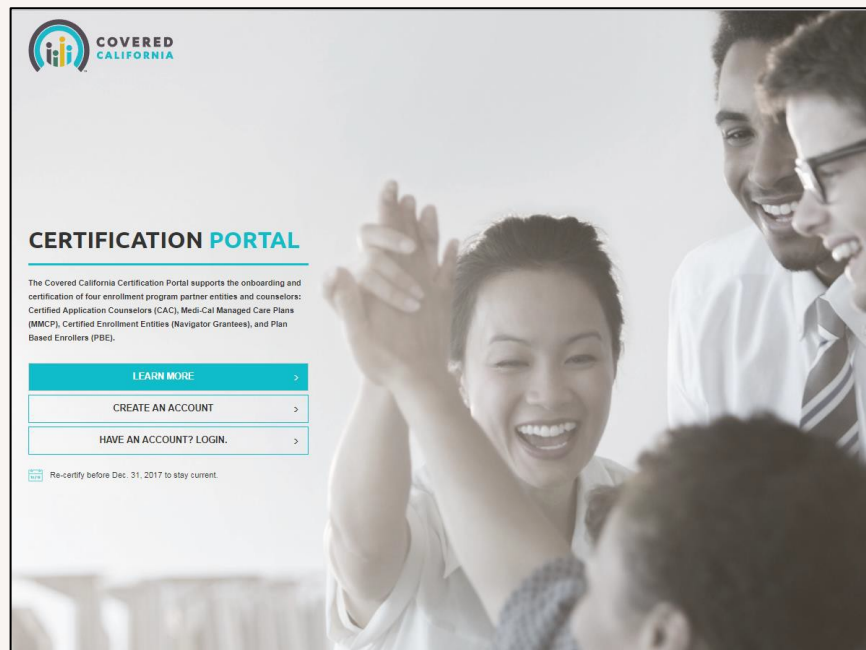 COVERED
CALIFORNIA
CERTIFICATION PORTAL
The Covered California Certification Portal supports the onboarding and
certification of four enrollment program partner entities and counselors:
Certified Application Counselors (CAC), Medi-Cal Managed Care Plans
(MMCP), Certified Enrollment Entities (Navigator Grantees), and Plan
Based Enrollers (PBE).
LEARN MORE >
CREATE AN ACCOUNT >
HAVE AN ACCOUNT? LOGIN. >
Re-certify before Dec. 31, 2017 to stay current.